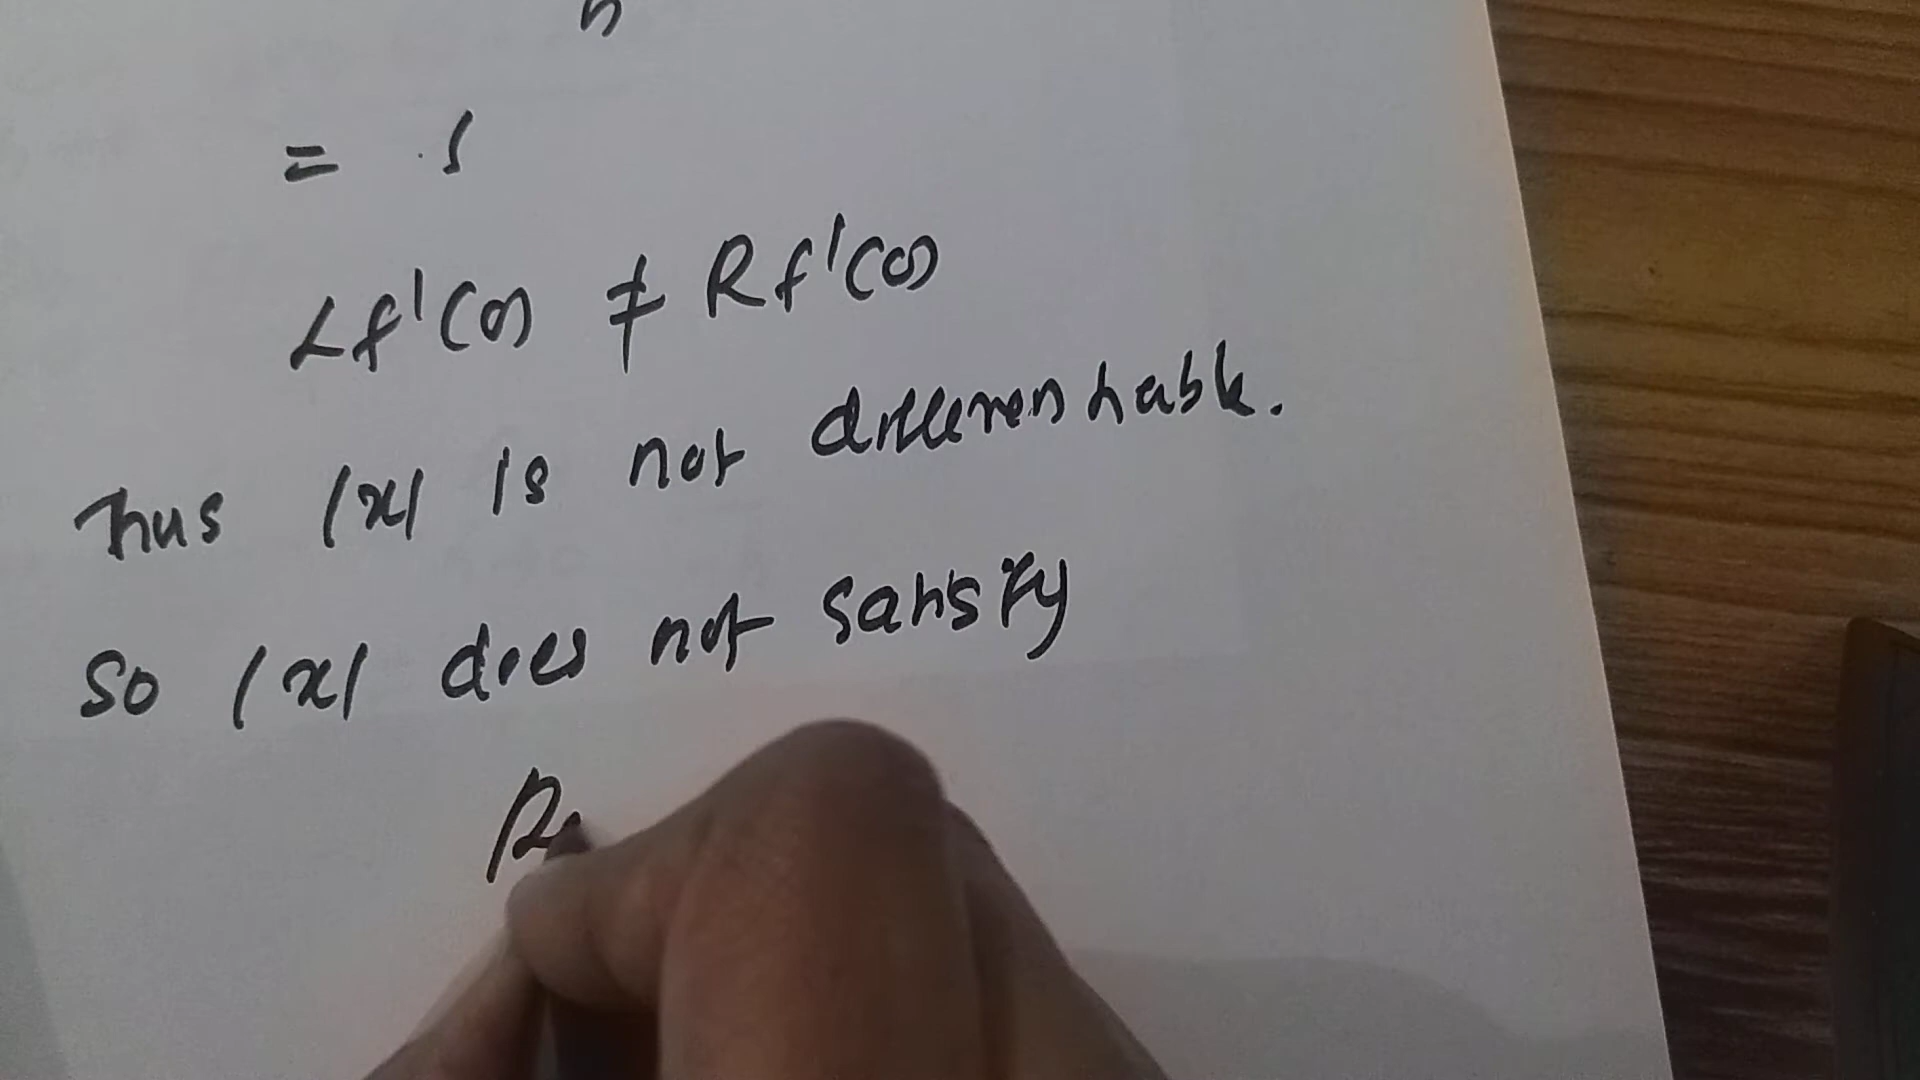 h
= 1
Lf'(0) ≠ Rf'(0)
Thus |x| is not differentiable.
So |x| does not satisfy
R